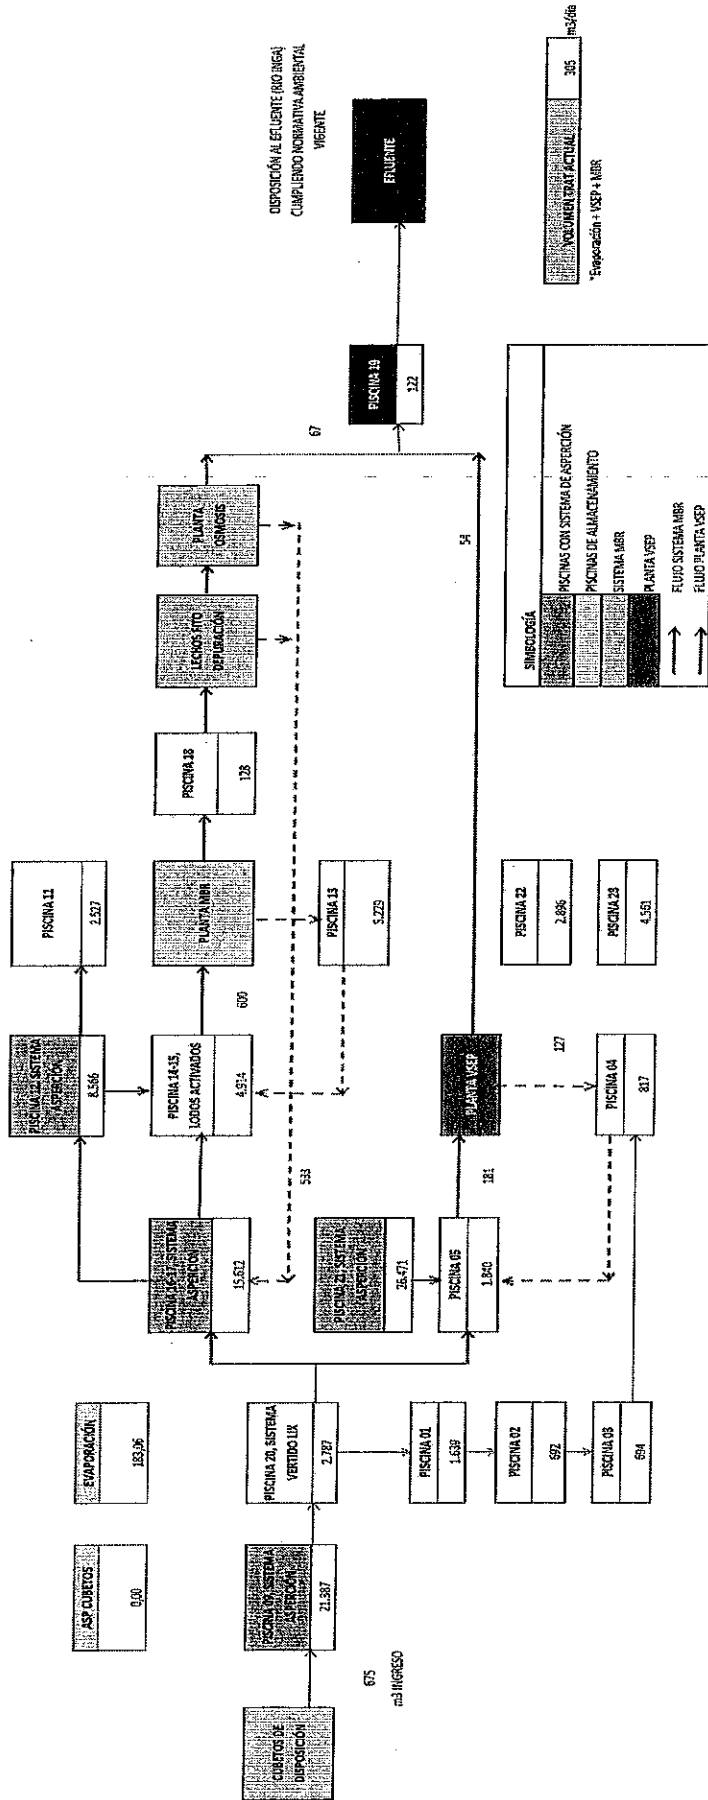 CUBETOS DE
DISPOSICIÓN
675
m3 INGRESO
ASP CUBETOS
0,00
EVAPORACIÓN
183,06
PISCINA 09, SISTEMA
ASPERCIÓN
21.387
PISCINA 20, SISTEMA
VERTIDO LIX
2.787
PISCINA 01
1.639
PISCINA 02
692
PISCINA 03
694
PISCINA 16-17, SISTEMA
ASPERCIÓN
15.612
PISCINA 21, SISTEMA
ASPERCIÓN
26.471
PISCINA 05
1.840
533
181
PISCINA 12, SISTEMA
ASPERCIÓN
8.566
PISCINA 14-15,
LODOS ACTIVADOS
4.914
600
PLANTA VSEP
127
PISCINA 04
817
PISCINA 11
2.527
PLANTA MBR
PISCINA 13
5.229
PISCINA 22
2.896
PISCINA 23
4.561
PISCINA 18
128
LECHOS FITO
DEPURACIÓN
PLANTA
OSMOSIS
67
54
PISCINA 19
122
EFLUENTE
DISPOSICIÓN AL EFLUENTE (RIO INGA)
CUMPLIENDO NORMATIVA AMBIENTAL
VIGENTE
SIMBOLOGÍA
PISCINAS CON SISTEMA DE ASPERCIÓN
PISCINAS DE ALMACENAMIENTO
SISTEMA MBR
PLANTA VSEP
FLUJO SISTEMA MBR
FLUJO PLANTA VSEP
VOLUMEN TRAT ACTUAL
305
m3/día
*Evaporación + VSEP + MBR